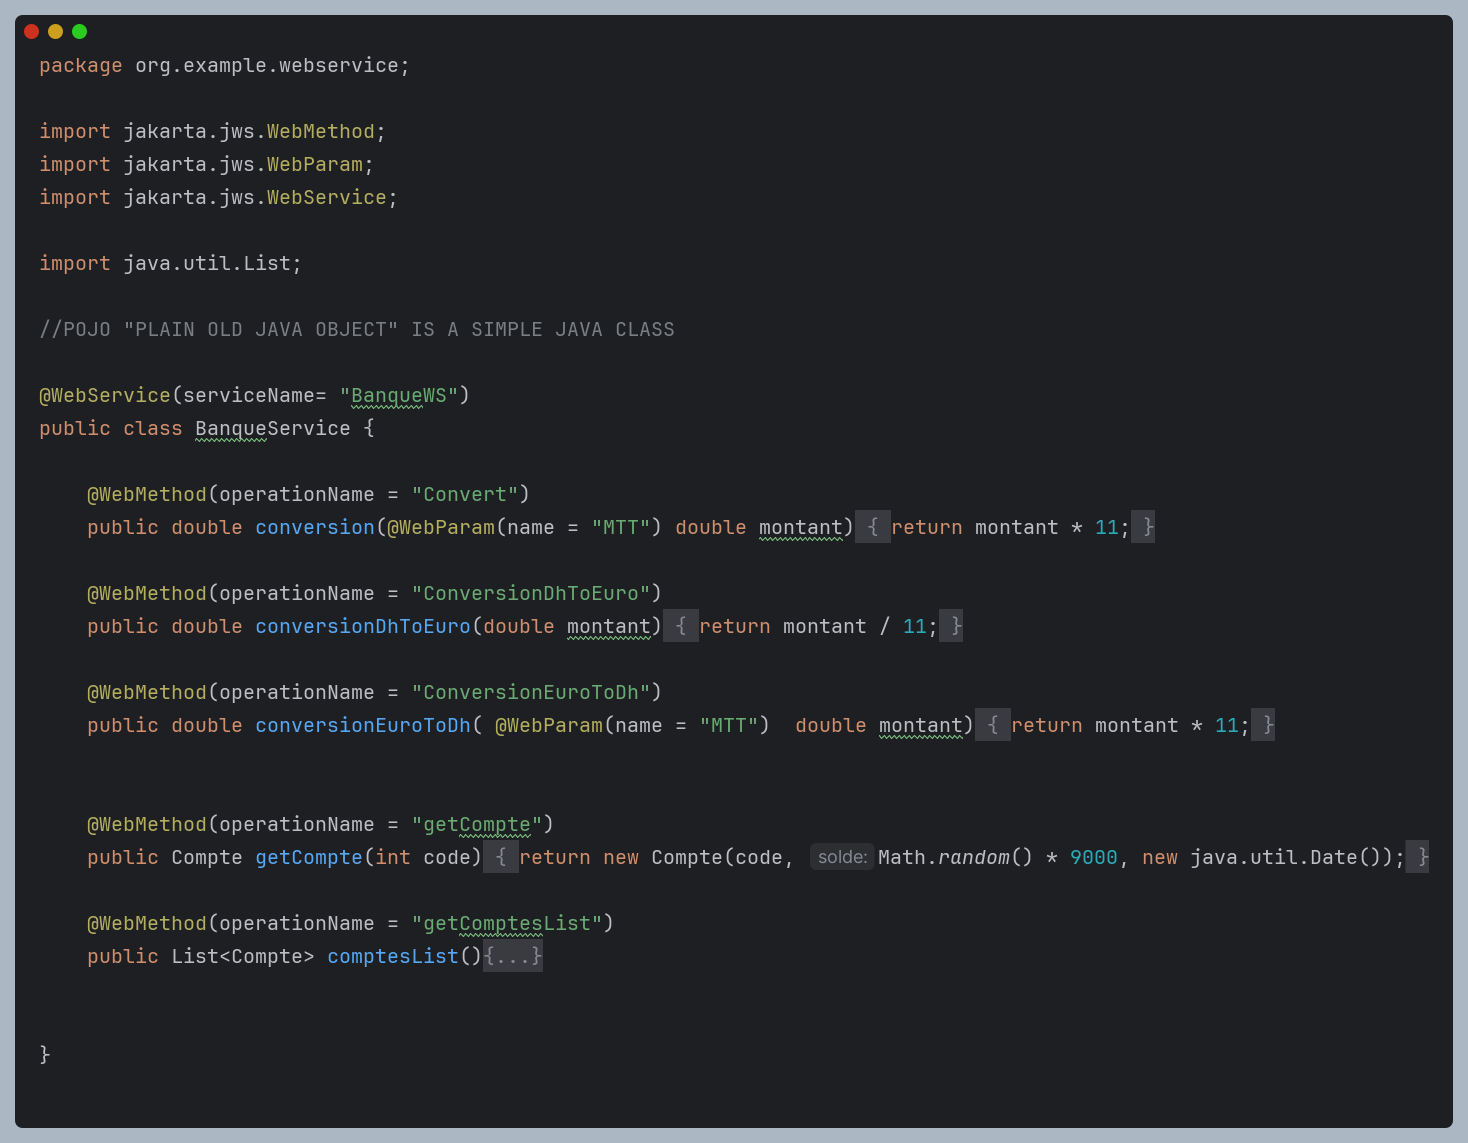 package org.example.webservice;
import jakarta.jws.WebMethod;
import jakarta.jws.WebParam;
import jakarta.jws.WebService;
import java.util.List;
//POJO "PLAIN OLD JAVA OBJECT" IS A SIMPLE JAVA CLASS
@WebService(serviceName= "BanqueWS")
public class BanqueService {
@WebMethod(operationName = "Convert")
public double conversion(@WebParam(name = "MTT") double montant) { return montant * 11; }
@WebMethod(operationName = "ConversionDhToEuro")
public double conversionDhToEuro(double montant) { return montant / 11; }
@WebMethod(operationName = "ConversionEuroToDh")
public double conversionEuroToDh( @WebParam(name = "MTT")  double montant) { return montant * 11; }
@WebMethod(operationName = "getCompte")
public Compte getCompte(int code) { return new Compte(code, solde: Math.random() * 9000, new java.util.Date()); }
@WebMethod(operationName = "getComptesList")
public List<Compte> comptesList(){...}
}